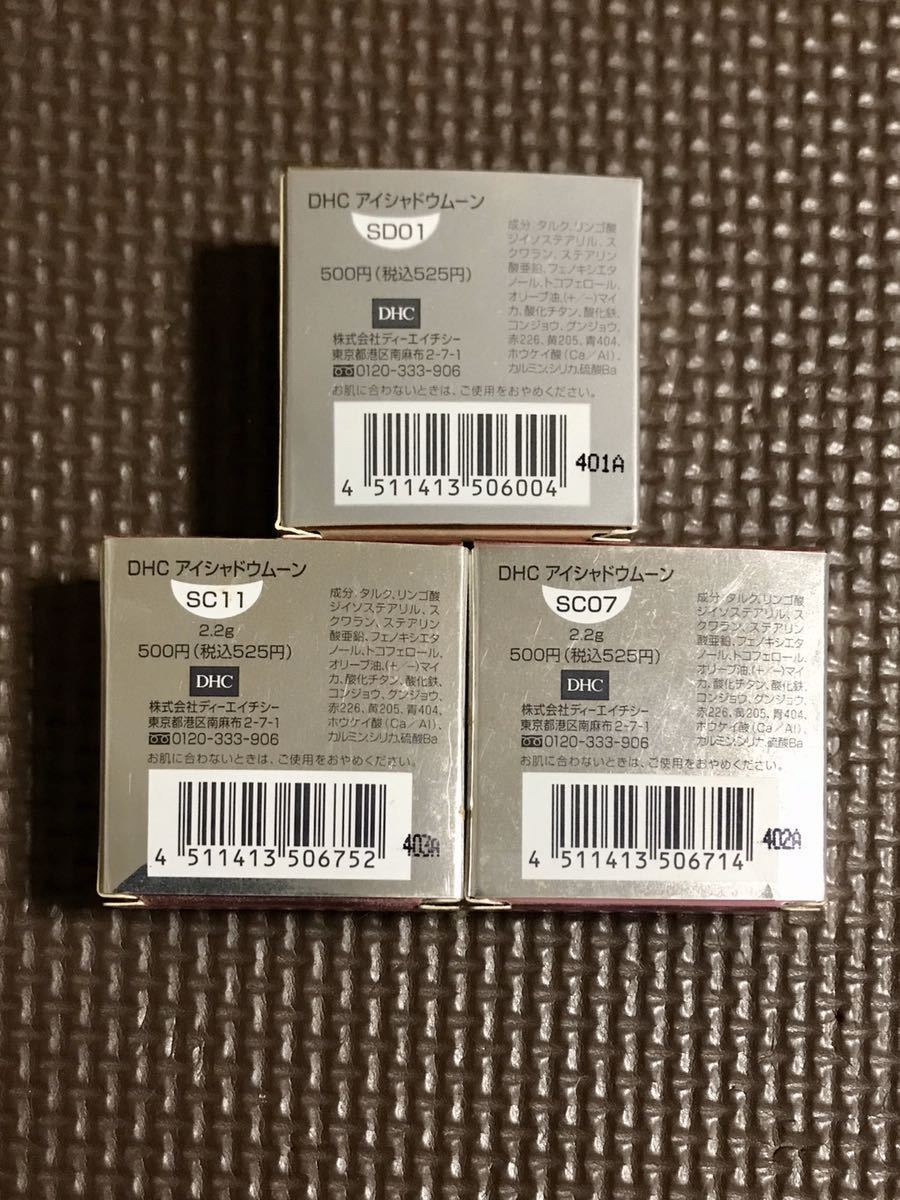 DHC アイシャドウムーン
SD01
500円(税込525円)
DHC
株式会社ディーエイチシー
東京都港区南麻布2-7-1
0120-333-906
成分 タルク、リンゴ酸
ジイソステアリル、ス
クワラン、ステアリン
酸亜鉛、フェノキシエタ
ノール、トコフェロール、
オリーブ油、(+/−)マイ
カ、酸化チタン、酸化鉄、
コンジョウ、グンジョウ、
赤226、黄205、青404、
ホウケイ酸(Ca/Al)、
カルミン、シリカ、硫酸Ba
お肌に合わないときは、ご使用をおやめください。
401A
4 511413 506004
DHC アイシャドウムーン
SC11
2.2g
500円(税込525円)
DHC
株式会社ディーエイチシー
東京都港区南麻布2-7-1
0120-333-906
成分 タルク、リンゴ酸
ジイソステアリル、ス
クワラン、ステアリン
酸亜鉛、フェノキシエタ
ノール、トコフェロール、
オリーブ油、(+/−)マイ
カ、酸化チタン、酸化鉄、
コンジョウ、グンジョウ、
赤226、黄205、青404、
ホウケイ酸(Ca/Al)、
カルミン、シリカ、硫酸Ba
お肌に合わないときは、ご使用をおやめください。
403A
4 511413 506752
DHC アイシャドウムーン
SC07
2.2g
500円(税込525円)
DHC
株式会社ディーエイチシー
東京都港区南麻布2-7-1
0120-333-906
成分 タルク、リンゴ酸
ジイソステアリル、ス
クワラン、ステアリン
酸亜鉛、フェノキシエタ
ノール、トコフェロール、
オリーブ油、(+/−)マイ
カ、酸化チタン、酸化鉄、
コンジョウ、グンジョウ、
赤226、黄205、青404、
ホウケイ酸(Ca/Al)、
カルミン、シリカ、硫酸Ba
お肌に合わないときは、ご使用をおやめください。
402A
4 511413 506714